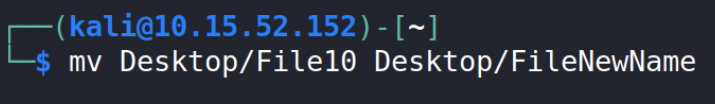 ┌──(kali@10.15.52.152)-[~]
└─$ mv Desktop/File10 Desktop/FileNewName